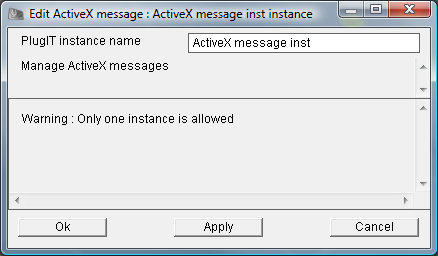 Edit ActiveX message : ActiveX message inst instance
PlugIT instance name
ActiveX message inst
Manage ActiveX messages
Warning : Only one instance is allowed
Ok
Apply
Cancel